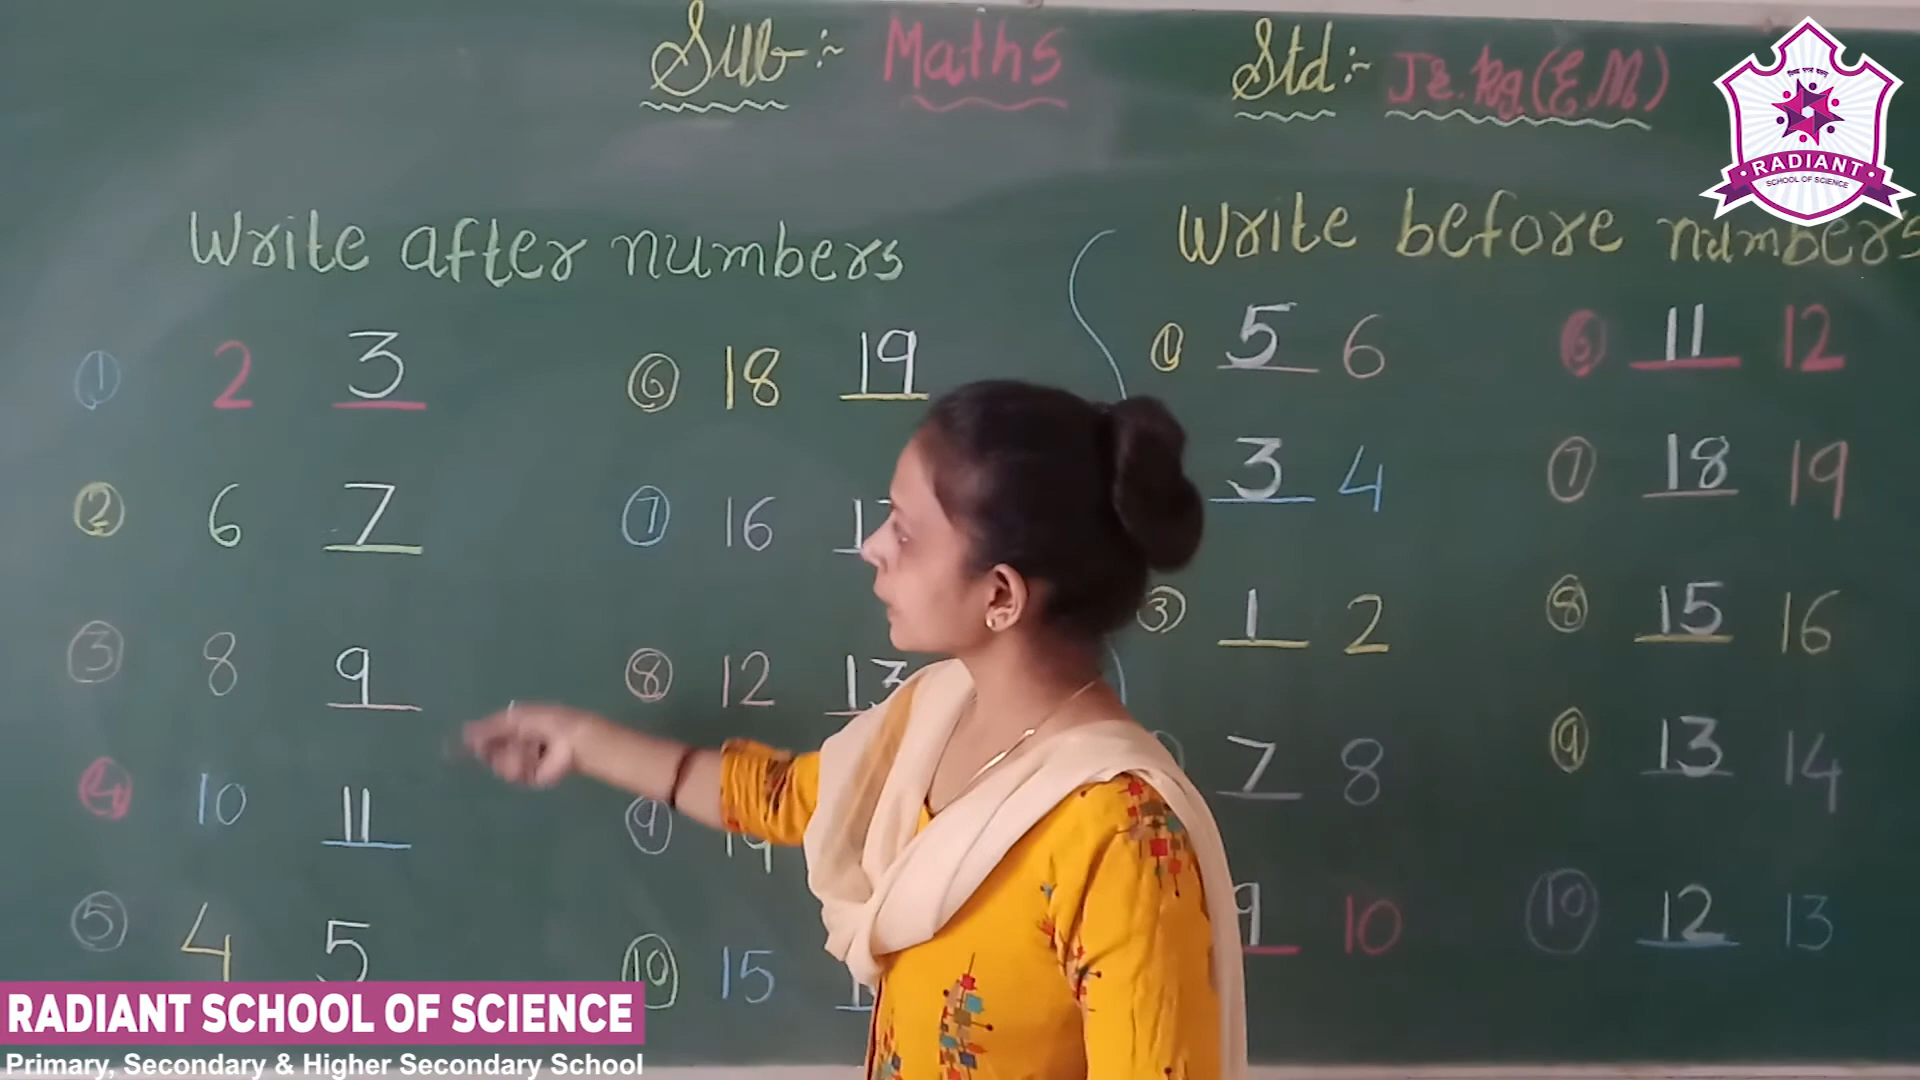 Sub:- Maths Std:- Jr. kg (E.M)
RADIANT
SCHOOL OF SCIENCE
Write after numbers
① 2 3
② 6 7
③ 8 9
④ 10 11
⑤ 4 5
⑥ 18 19
⑦ 16
⑧ 12 13
⑨
⑩ 15
Write before numbers
① 5 6
3 4
③ 1 2
7 8
9 10
⑥ 11 12
⑦ 18 19
⑧ 15 16
⑨ 13 14
⑩ 12 13
RADIANT SCHOOL OF SCIENCE
Primary, Secondary & Higher Secondary School